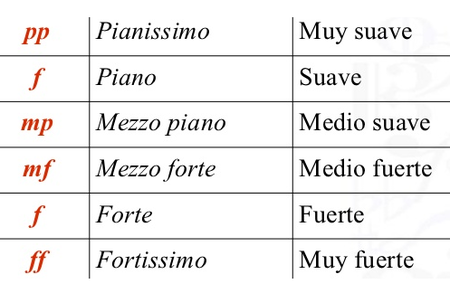 pp Pianissimo Muy suave
f Piano Suave
mp Mezzo piano Medio suave
mf Mezzo forte Medio fuerte
f Forte Fuerte
ff Fortissimo Muy fuerte